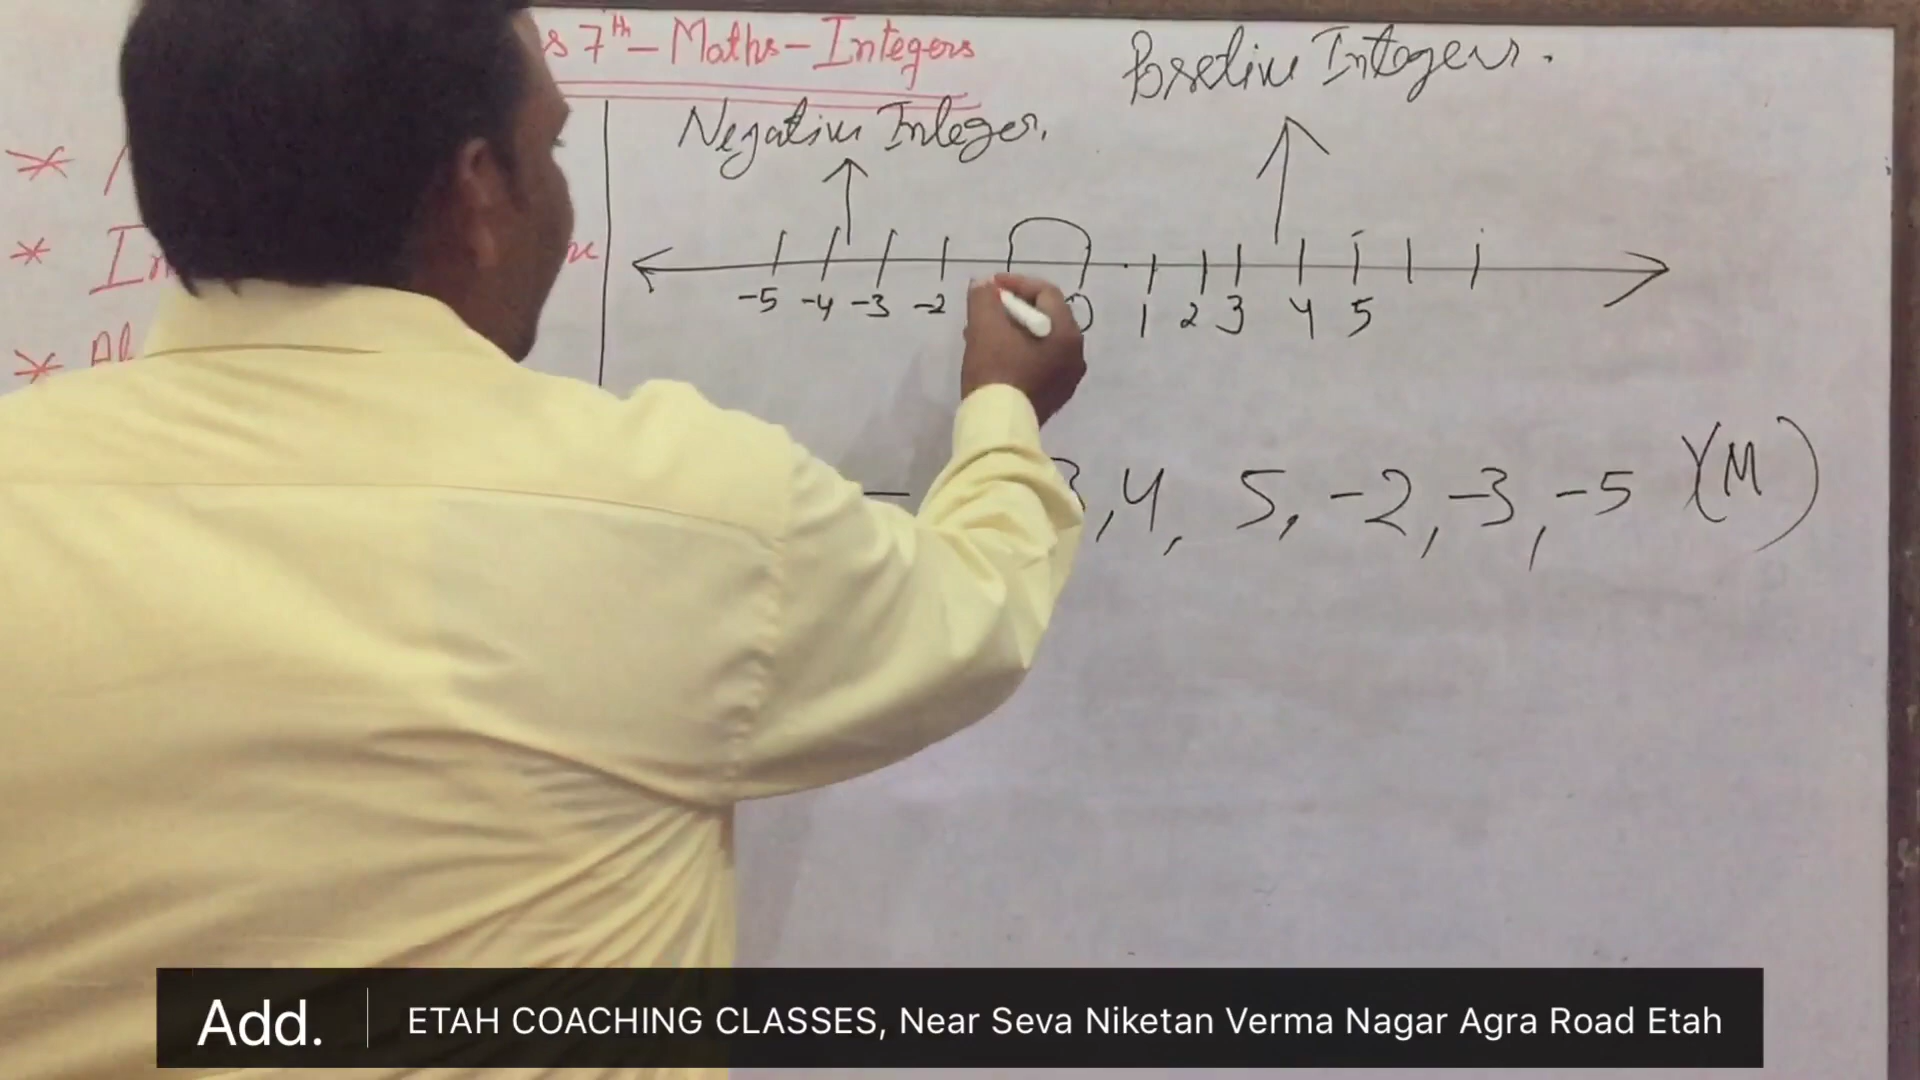 7th - Maths - Integers
Positive Integers.
Negative Integer.
-5 -4 -3 -2 0 1 2 3 4 5
3, 4, 5, -2, -3, -5 (M)
Add. ETAH COACHING CLASSES, Near Seva Niketan Verma Nagar Agra Road Etah